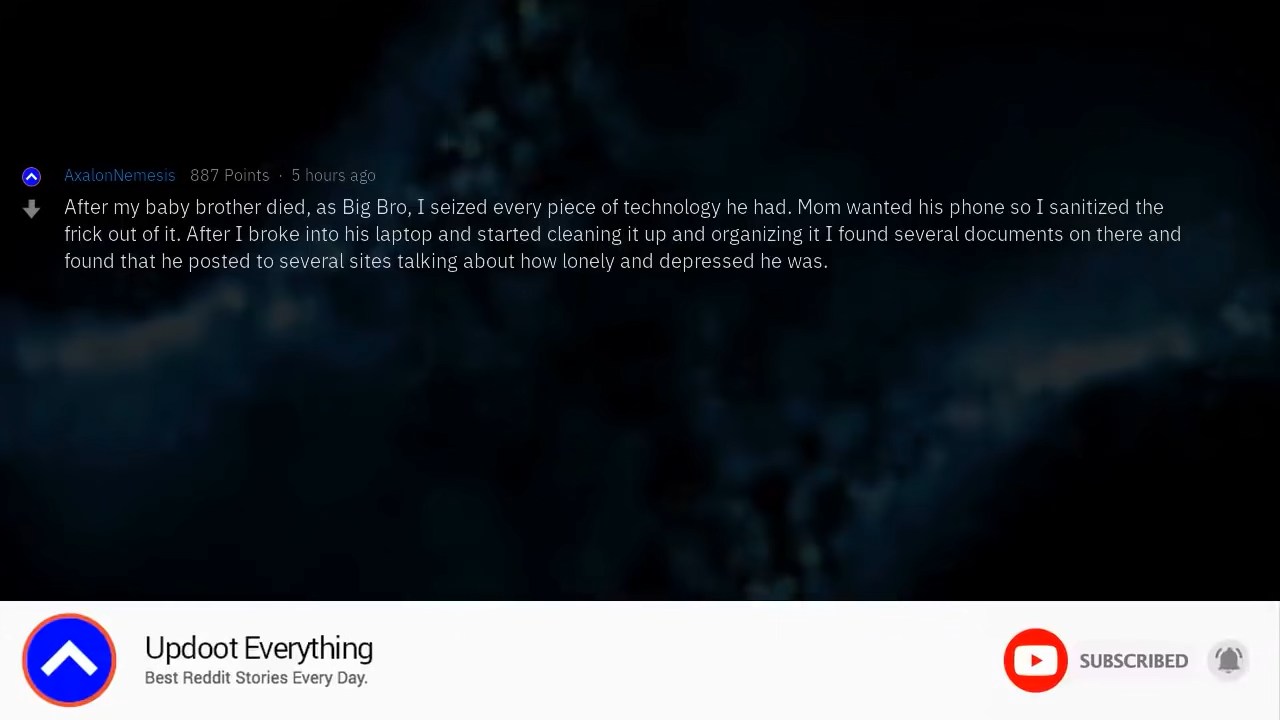 AxalonNemesis 887 Points · 5 hours ago
After my baby brother died, as Big Bro, I seized every piece of technology he had. Mom wanted his phone so I sanitized the
frick out of it. After I broke into his laptop and started cleaning it up and organizing it I found several documents on there and
found that he posted to several sites talking about how lonely and depressed he was.
Updoot Everything
Best Reddit Stories Every Day.
SUBSCRIBED